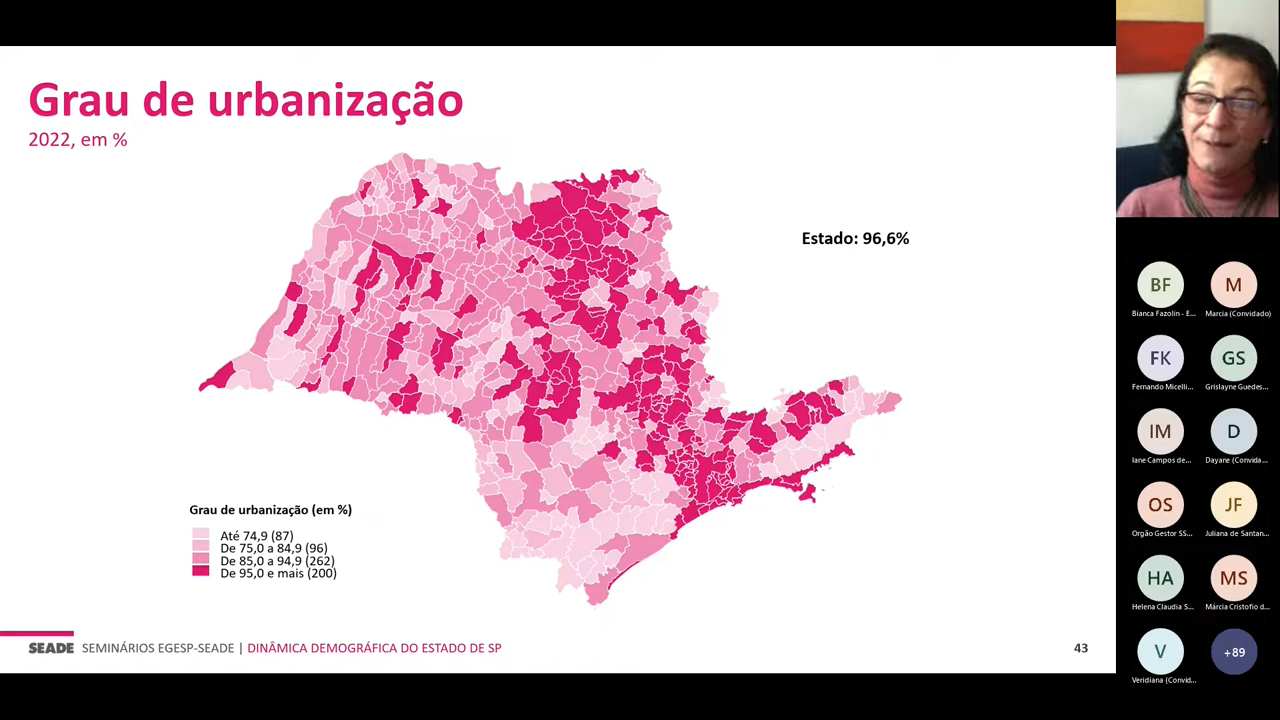 Grau de urbanização
2022, em %
Estado: 96,6%
Grau de urbanização (em %)
Até 74,9 (87)
De 75,0 a 84,9 (96)
De 85,0 a 94,9 (262)
De 95,0 e mais (200)
SEADE SEMINÁRIOS EGESP-SEADE | DINÂMICA DEMOGRÁFICA DO ESTADO DE SP
43
BF
Bianca Fazolin - E...
M
Marcia (Convidado)
FK
Fernando Micelli...
GS
Grislayne Guedes...
IM
Iane Campos de...
D
Dayane (Convida...
OS
Orgão Gestor SS...
JF
Juliana de Santan...
HA
Helena Claudia S...
MS
Márcia Cristofio d...
V
Veridiana (Convid...
+89